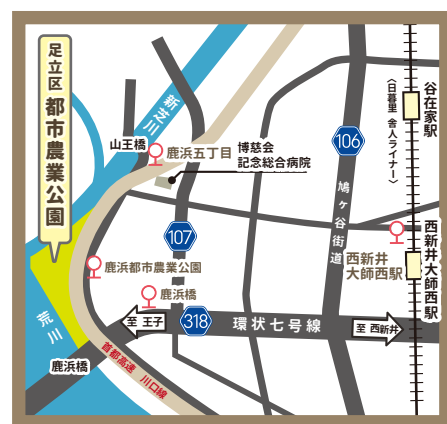 足立区 都市農業公園
新芝川
山王橋
鹿浜五丁目
博慈会
記念総合病院
106
谷在家駅
〈日暮里 舎人ライナー〉
鳩ヶ谷街道
107
西新井
大師西駅
西新井大師西駅
鹿浜都市農業公園
鹿浜橋
荒川
至 王子
318
環状七号線
至 西新井
鹿浜橋
首都高速 川口線